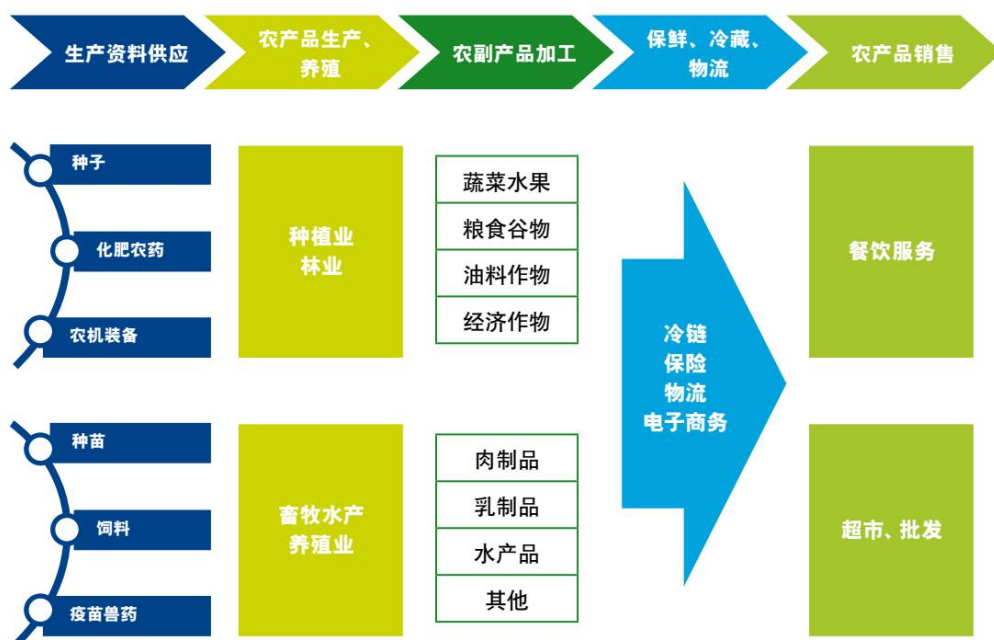 生产资料供应
农产品生产、
养殖
农副产品加工
保鲜、冷藏、
物流
农产品销售
种子
化肥农药
农机装备
种植业
林业
蔬菜水果
粮食谷物
油料作物
经济作物
冷链
保险
物流
电子商务
餐饮服务
种苗
饲料
疫苗兽药
畜牧水产
养殖业
肉制品
乳制品
水产品
其他
超市、批发